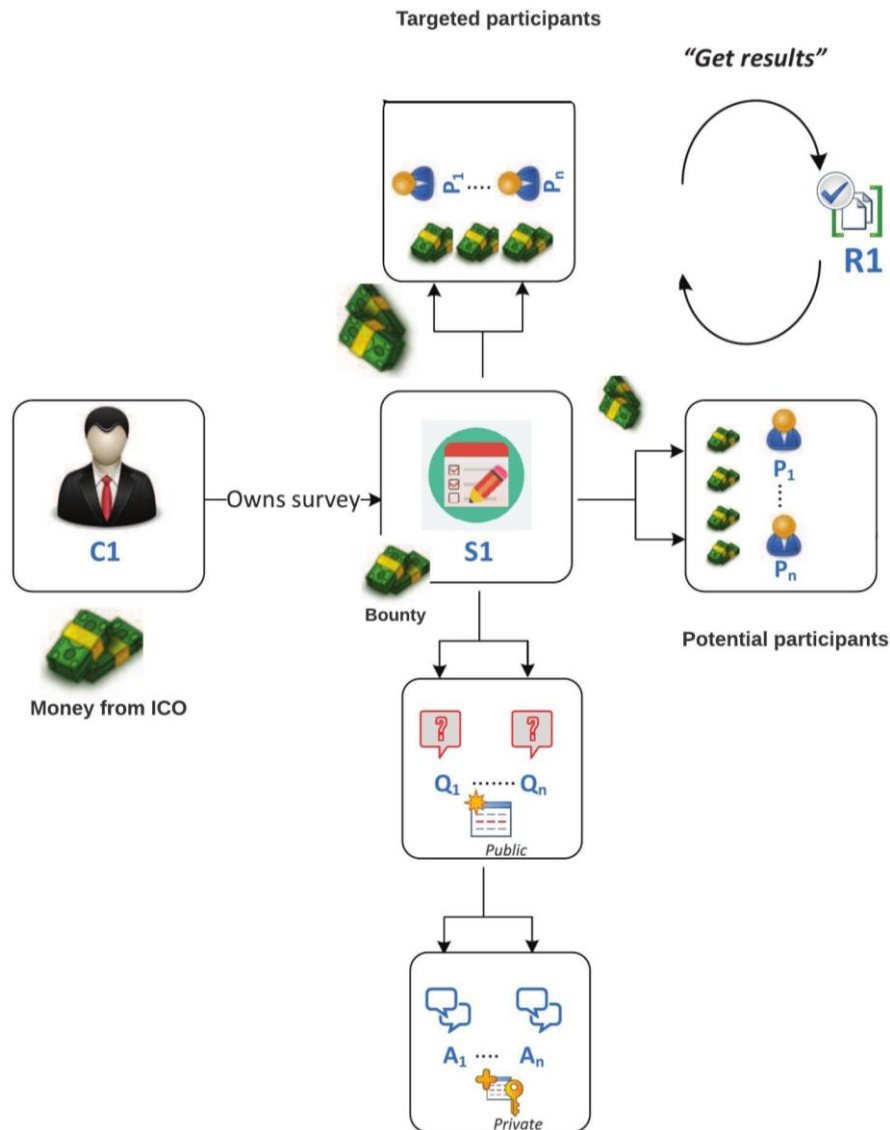 Targeted participants
“Get results”
P1 ···· Pn
R1
Owns survey
C1
S1
P1
Pn
Bounty
Potential participants
Money from ICO
?
?
Q1 ······· Qn
Public
A1 ···· An
Private